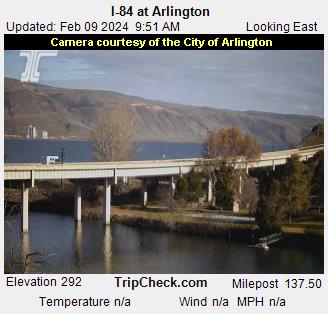 I-84 at Arlington
Updated: Feb 09 2024 9:51 AM Looking East
Camera courtesy of the City of Arlington
Elevation 292 TripCheck.com Milepost 137.50
Temperature n/a Wind n/a MPH n/a